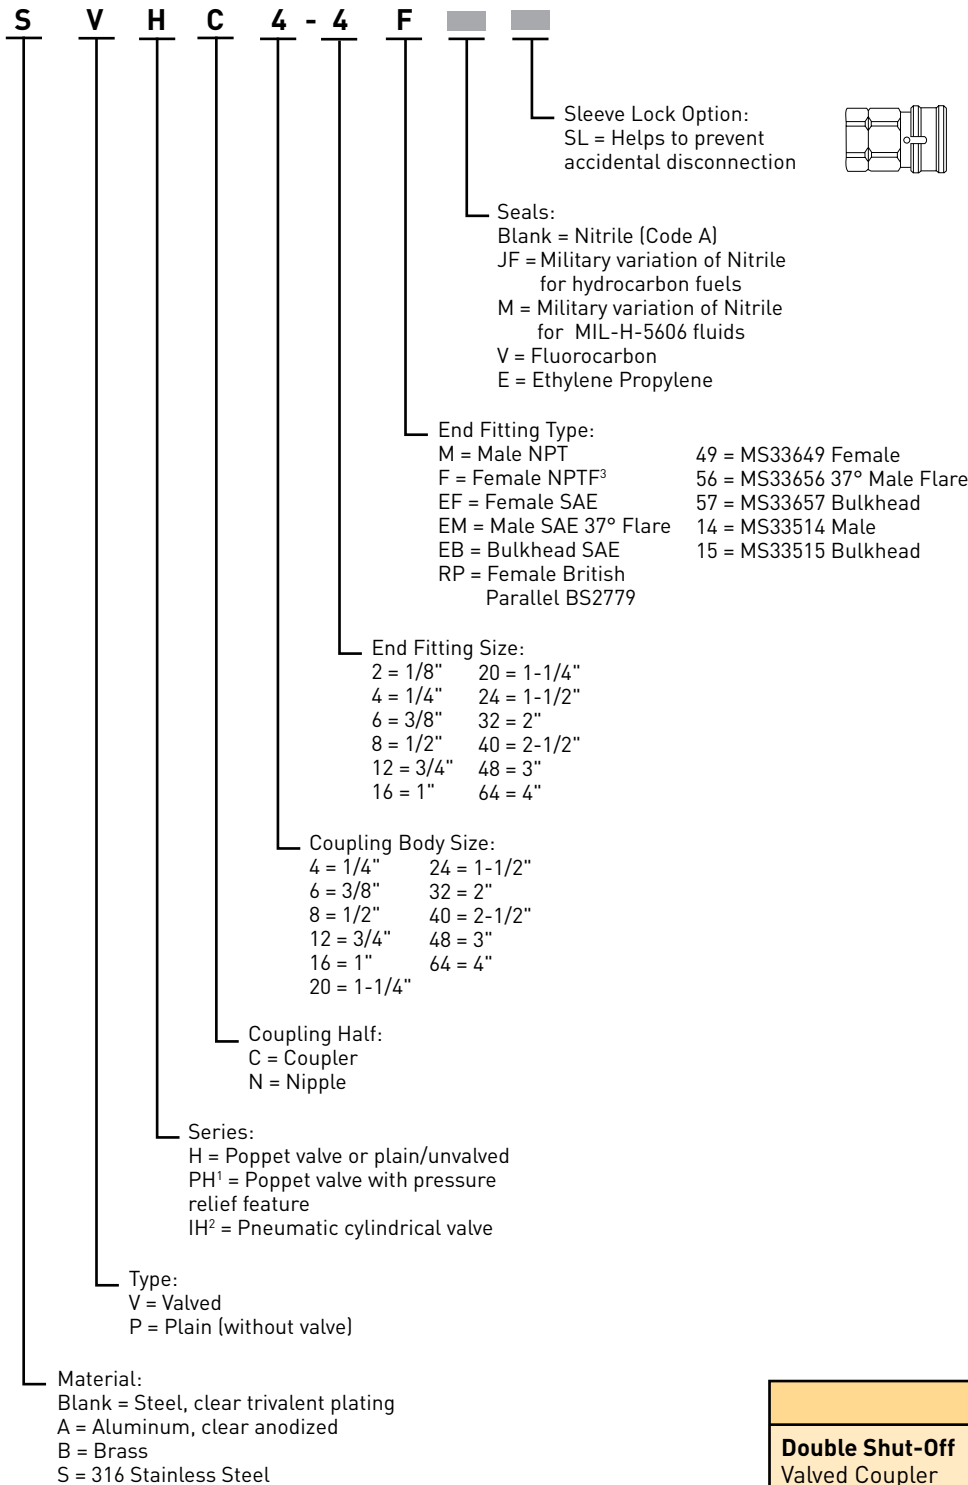 S V H C 4 - 4 F
Sleeve Lock Option:
SL = Helps to prevent
accidental disconnection
Seals:
Blank = Nitrile (Code A)
JF = Military variation of Nitrile
for hydrocarbon fuels
M = Military variation of Nitrile
for MIL-H-5606 fluids
V = Fluorocarbon
E = Ethylene Propylene
End Fitting Type:
M = Male NPT
F = Female NPTF³
EF = Female SAE
EM = Male SAE 37° Flare
EB = Bulkhead SAE
RP = Female British
Parallel BS2779
49 = MS33649 Female
56 = MS33656 37° Male Flare
57 = MS33657 Bulkhead
14 = MS33514 Male
15 = MS33515 Bulkhead
End Fitting Size:
2 = 1/8"
4 = 1/4"
6 = 3/8"
8 = 1/2"
12 = 3/4"
16 = 1"
20 = 1-1/4"
24 = 1-1/2"
32 = 2"
40 = 2-1/2"
48 = 3"
64 = 4"
Coupling Body Size:
4 = 1/4"
6 = 3/8"
8 = 1/2"
12 = 3/4"
16 = 1"
20 = 1-1/4"
24 = 1-1/2"
32 = 2"
40 = 2-1/2"
48 = 3"
64 = 4"
Coupling Half:
C = Coupler
N = Nipple
Series:
H = Poppet valve or plain/unvalved
PH¹ = Poppet valve with pressure
relief feature
IH² = Pneumatic cylindrical valve
Type:
V = Valved
P = Plain (without valve)
Material:
Blank = Steel, clear trivalent plating
A = Aluminum, clear anodized
B = Brass
S = 316 Stainless Steel
Double Shut-Off
Valved Coupler